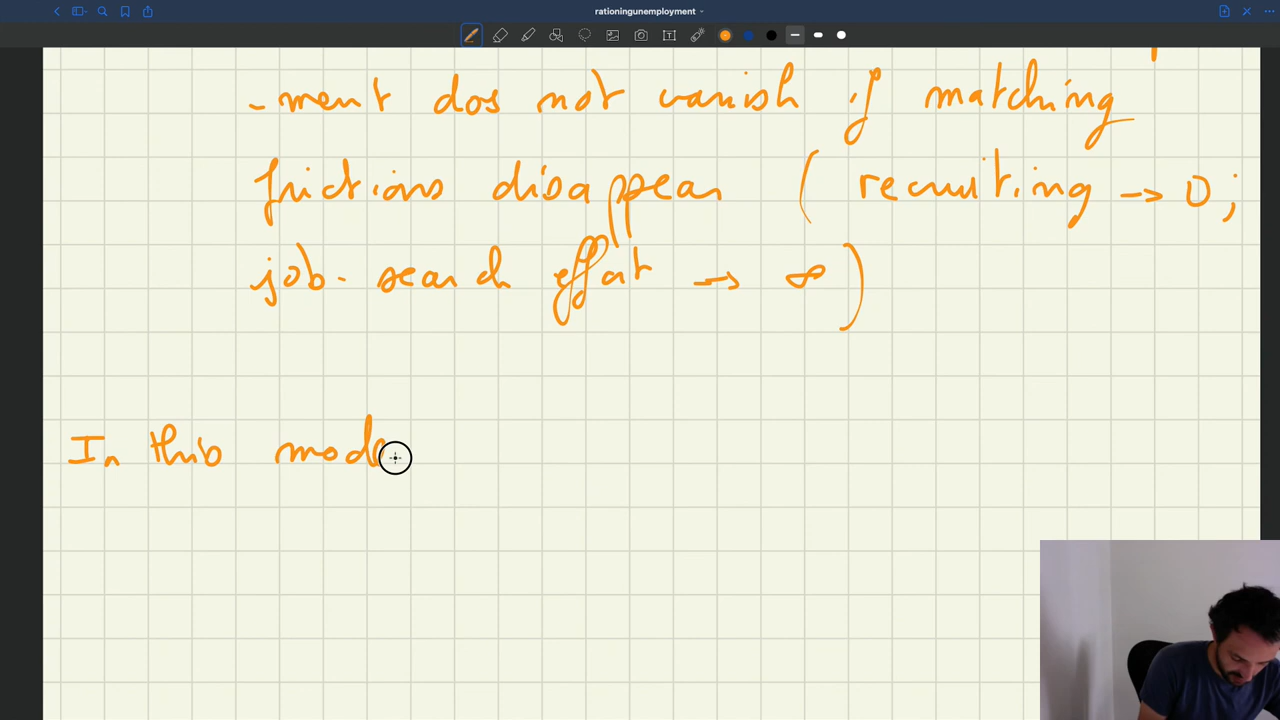 rationingunemployment
-ment dos not vanish if matching
frictions disappear (recruiting → 0;
job-search effort → ∞)
In this mode